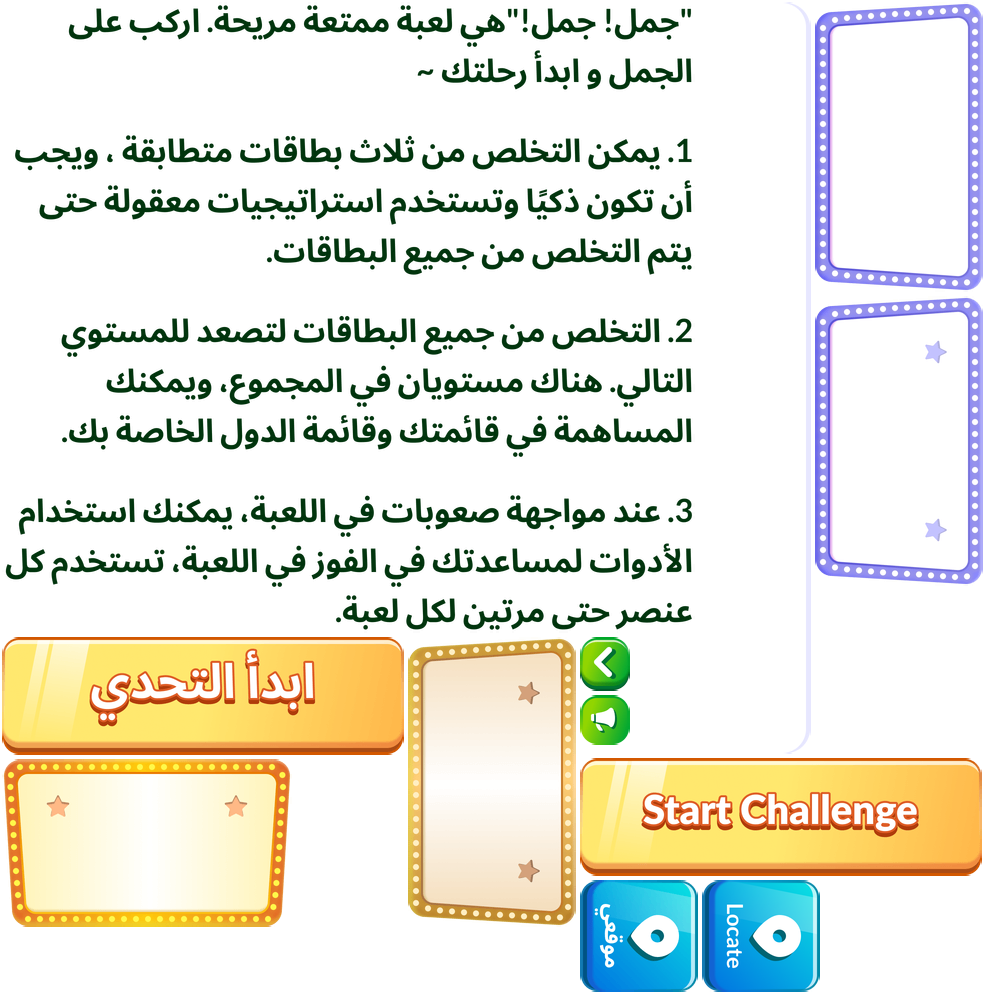 "جمل! جمل!"هي لعبة ممتعة مريحة. اركب على
الجمل و ابدأ رحلتك ~
1. يمكن التخلص من ثلاث بطاقات متطابقة ، ويجب
أن تكون ذكيًا وتستخدم استراتيجيات معقولة حتى
يتم التخلص من جميع البطاقات.
2. التخلص من جميع البطاقات لتصعد للمستوي
التالي. هناك مستويان في المجموع، ويمكنك
المساهمة في قائمتك وقائمة الدول الخاصة بك.
3. عند مواجهة صعوبات في اللعبة، يمكنك استخدام
الأدوات لمساعدتك في الفوز في اللعبة، تستخدم كل
عنصر حتى مرتين لكل لعبة.
ابدأ التحدي
Start Challenge
موقعي
Locate